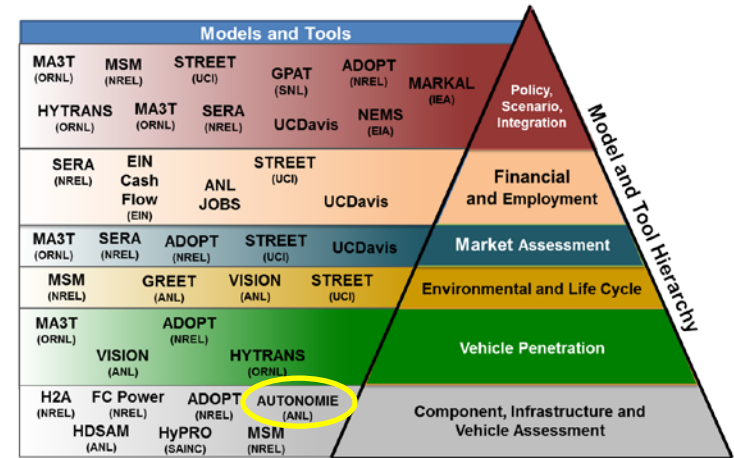 Models and Tools
MA3T MSM STREET GPAT ADOPT MARKAL
(ORNL) (NREL) (UCI) (SNL) (NREL) (IEA)
HYTRANS MA3T SERA UCDavis NEMS
(ORNL) (ORNL) (NREL) (EIA)
Policy,
Scenario,
Integration
SERA EIN STREET
(NREL) Cash (UCI)
Flow ANL UCDavis
(EIN) JOBS
Financial
and Employment
MA3T SERA ADOPT STREET UCDavis
(ORNL) (NREL) (NREL) (UCI)
Market Assessment
MSM GREET VISION STREET
(NREL) (ANL) (ANL) (UCI)
Environmental and Life Cycle
MA3T ADOPT
(ORNL) (NREL)
VISION HYTRANS
(ANL) (ORNL)
Vehicle Penetration
H2A FC Power ADOPT AUTONOMIE
(NREL) (NREL) (NREL) (ANL)
HDSAM HyPRO MSM
(ANL) (SAINC) (NREL)
Component, Infrastructure and
Vehicle Assessment
Model and Tool Hierarchy